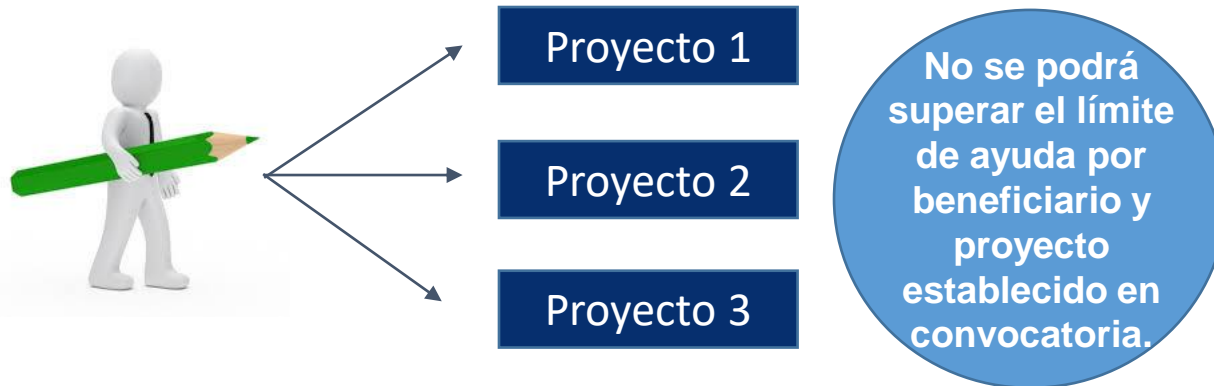 Proyecto 1
Proyecto 2
Proyecto 3
No se podrá
superar el límite
de ayuda por
beneficiario y
proyecto
establecido en
convocatoria.